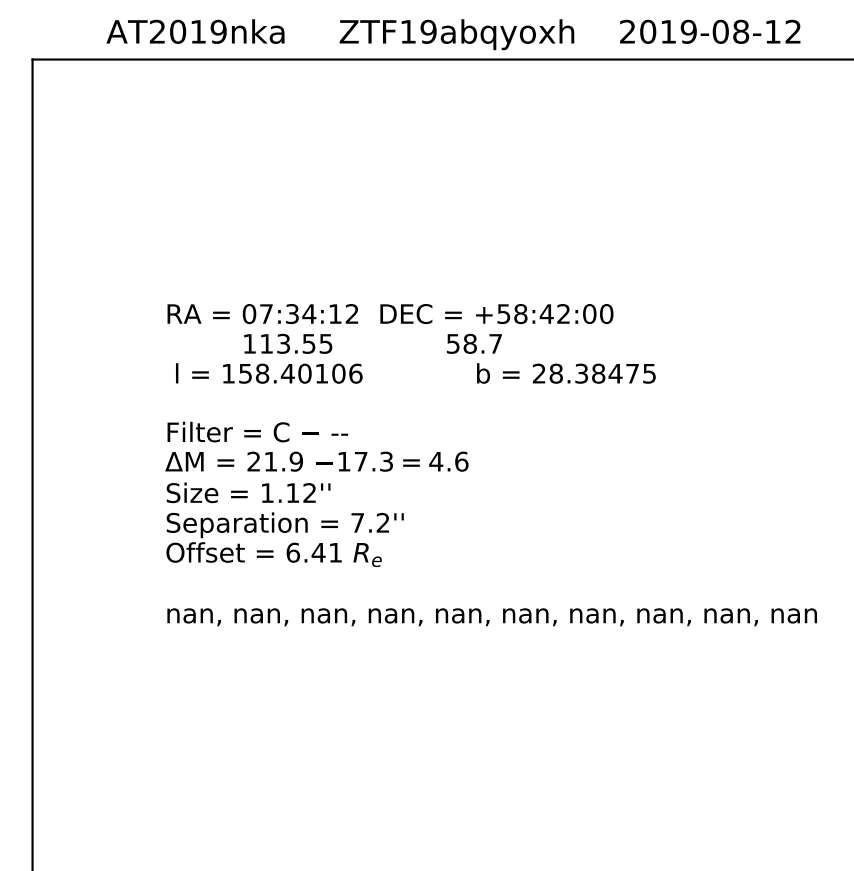 AT2019nka ZTF19abqyoxh 2019-08-12
RA = 07:34:12 DEC = +58:42:00
113.55 58.7
l = 158.40106 b = 28.38475
Filter = C − --
ΔM = 21.9 −17.3 = 4.6
Size = 1.12''
Separation = 7.2''
Offset = 6.41 Re
nan, nan, nan, nan, nan, nan, nan, nan, nan, nan